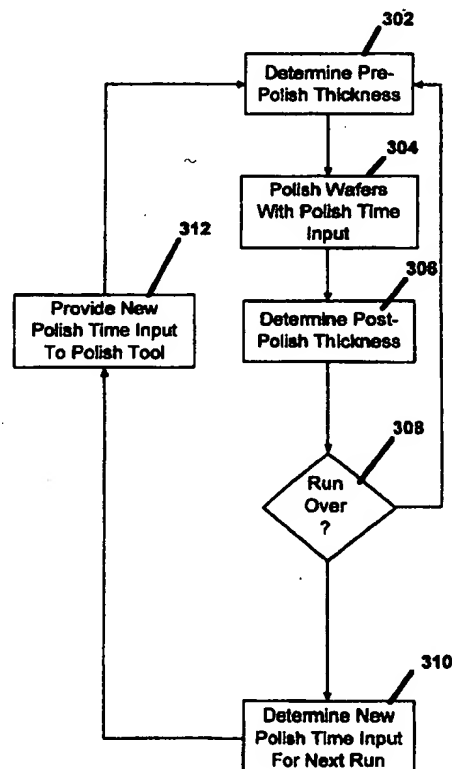 302
Determine Pre-
Polish Thickness
304
Polish Wafers
With Polish Time
Input
312
Provide New
Polish Time Input
To Polish Tool
306
Determine Post-
Polish Thickness
308
Run
Over
?
310
Determine New
Polish Time Input
For Next Run